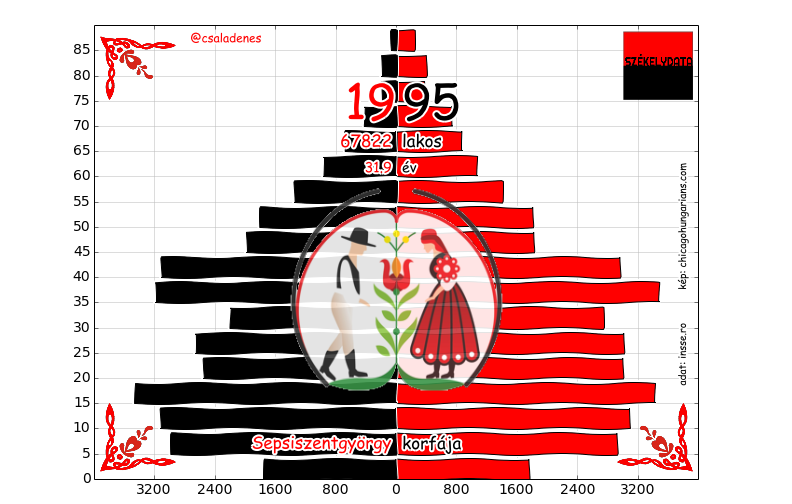 @csaladenes
SZÉKELYDATA
1995
67822 lakos
31,9 év
kép: chicagohungarians.com
adat: insse.ro
Sepsiszentgyörgy korfája
85
80
75
70
65
60
55
50
45
40
35
30
25
20
15
10
5
0
3200 2400 1600 800 0 800 1600 2400 3200